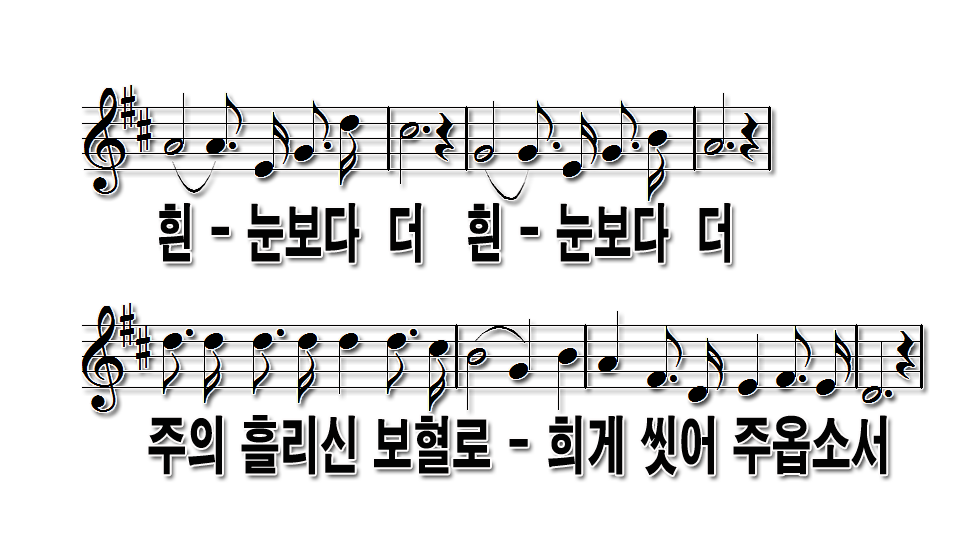 흰 - 눈보다 더 흰 - 눈보다 더
주의 흘리신 보혈로 - 희게 씻어 주옵소서